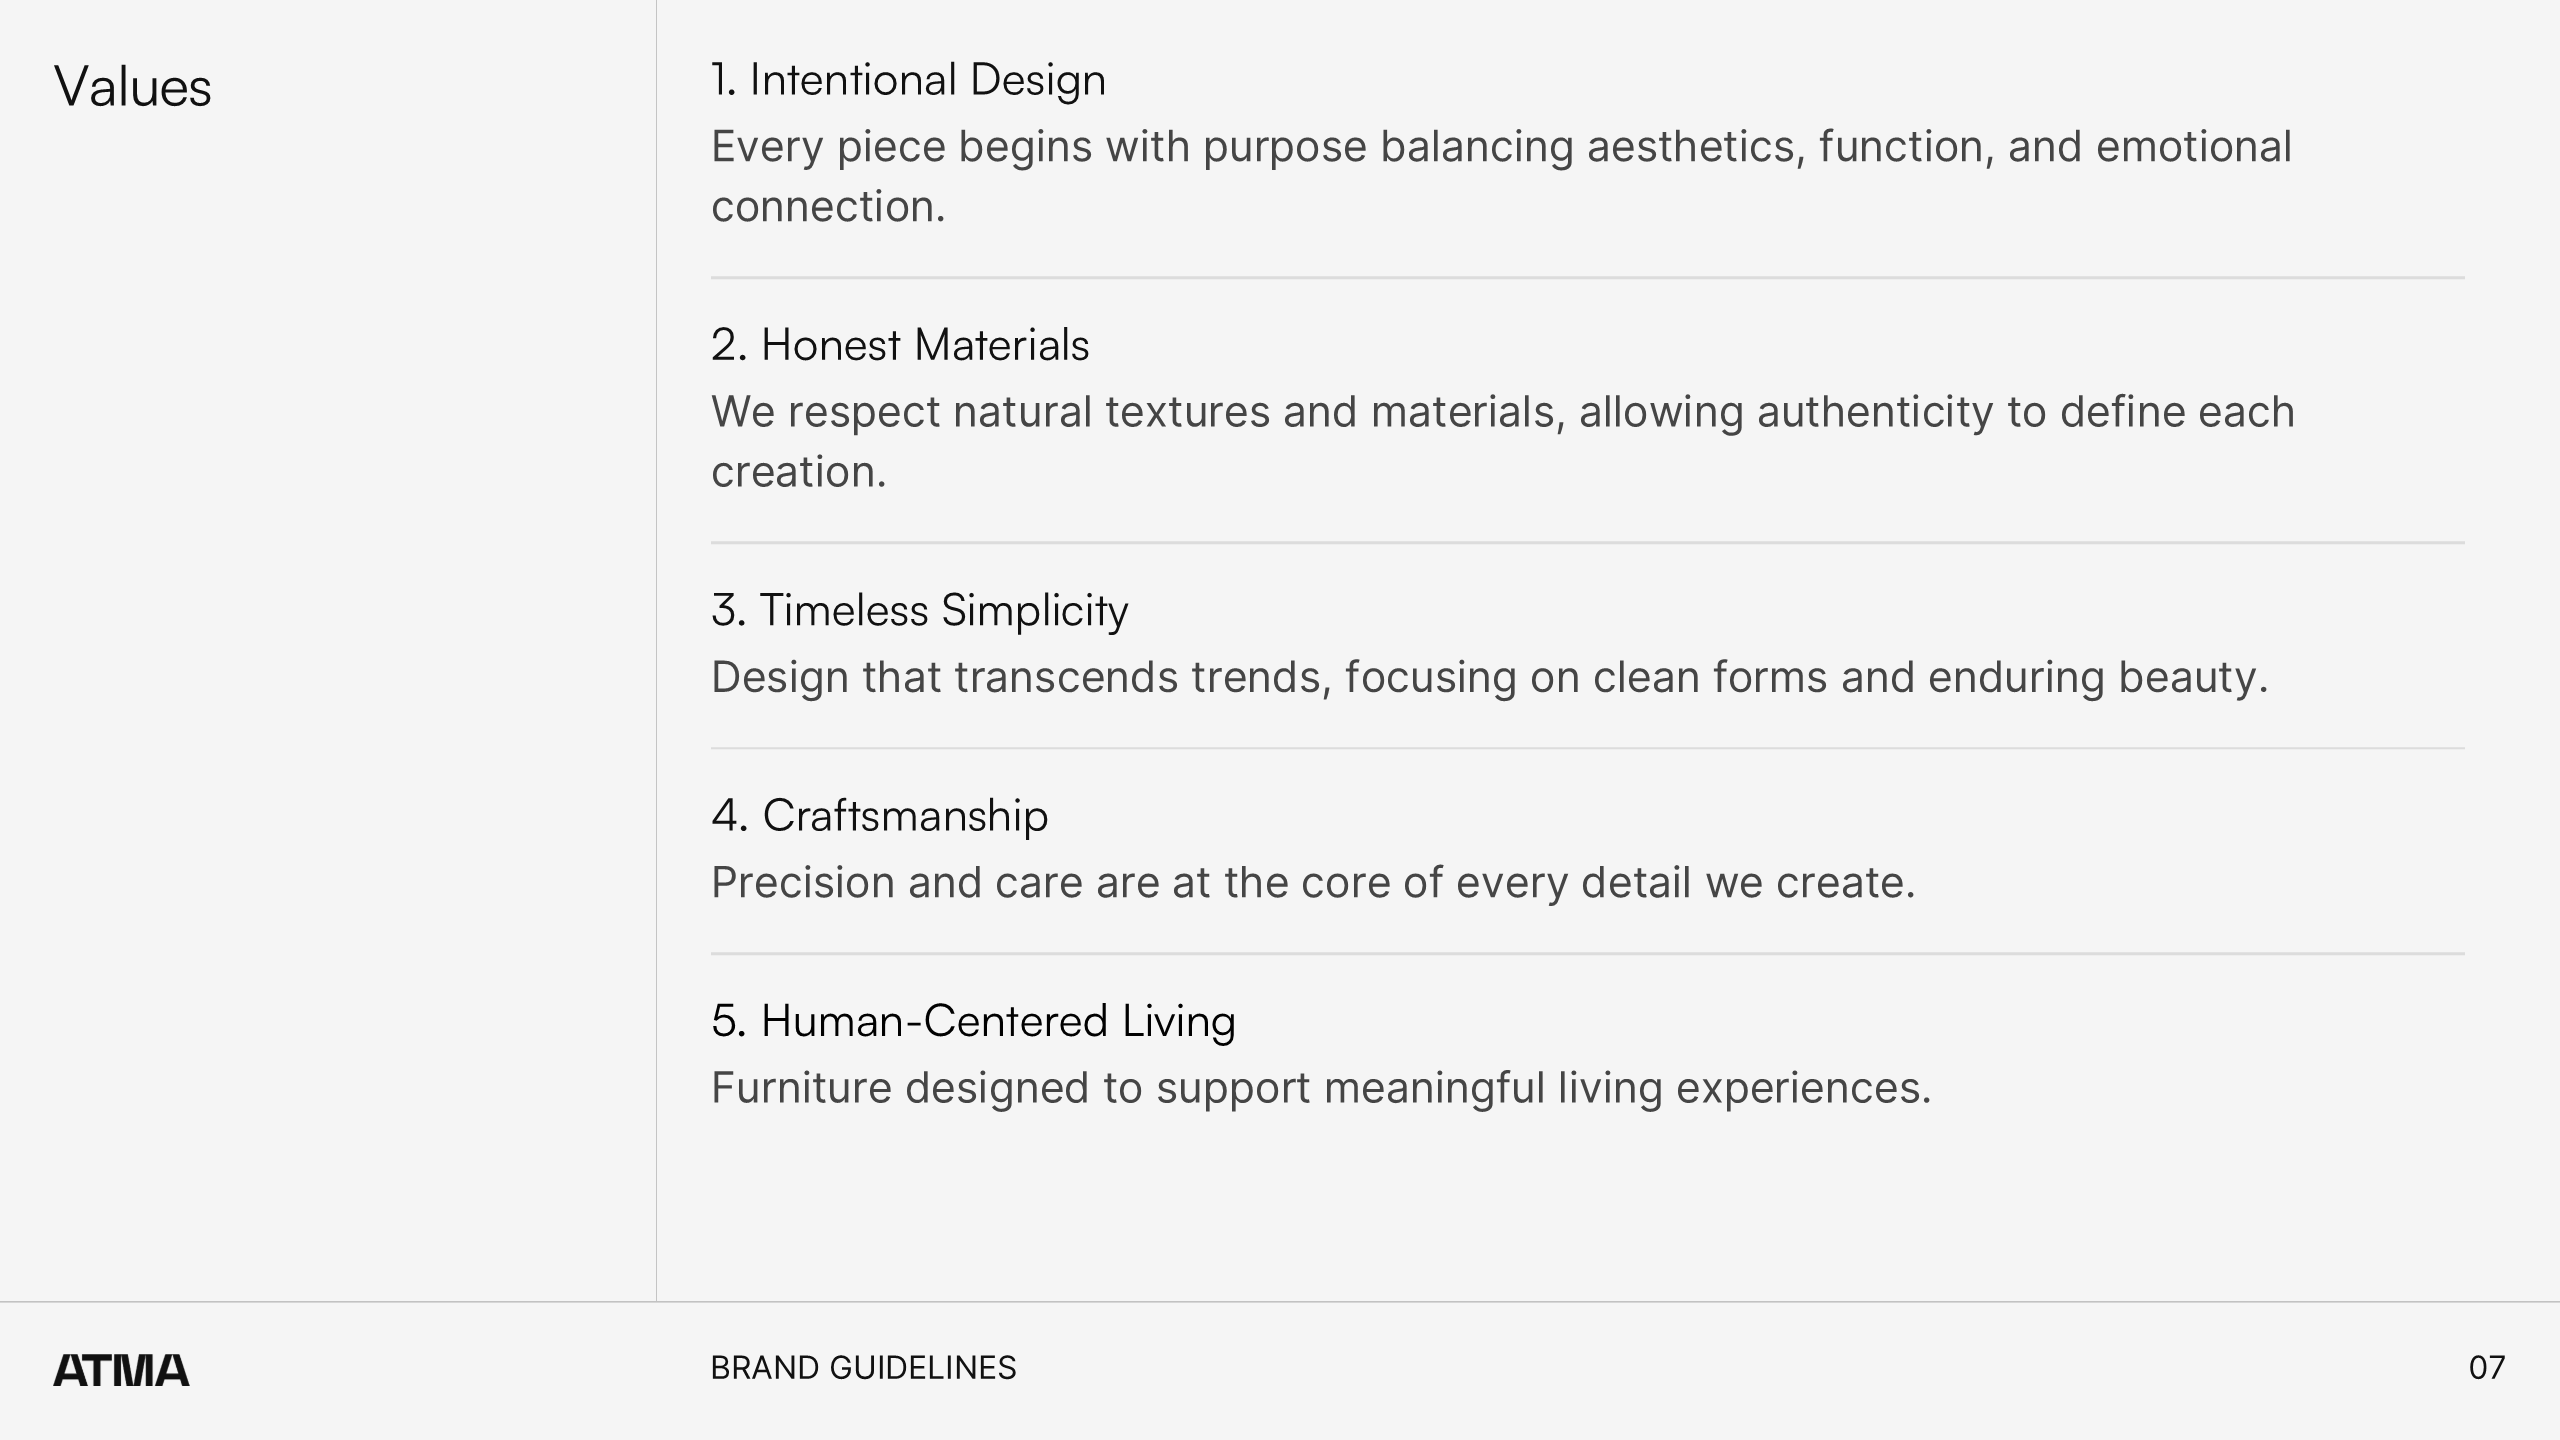 Values
1. Intentional Design
Every piece begins with purpose balancing aesthetics, function, and emotional
connection.
2. Honest Materials
We respect natural textures and materials, allowing authenticity to define each
creation.
3. Timeless Simplicity
Design that transcends trends, focusing on clean forms and enduring beauty.
4. Craftsmanship
Precision and care are at the core of every detail we create.
5. Human-Centered Living
Furniture designed to support meaningful living experiences.
ATMA
BRAND GUIDELINES
07